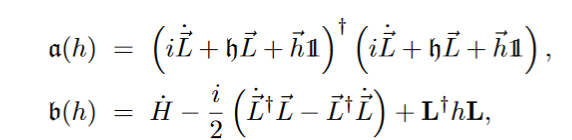 𝔞(h) = (i\dot{\vec{L}} + 𝔥\vec{L} + \vec{h}𝟙)^† (i\dot{\vec{L}} + 𝔥\vec{L} + \vec{h}𝟙),
𝔟(h) = \dot{H} − \frac{i}{2} (\dot{\vec{L}}^†\vec{L} − \vec{L}^†\dot{\vec{L}}) + 𝐋^†h𝐋,